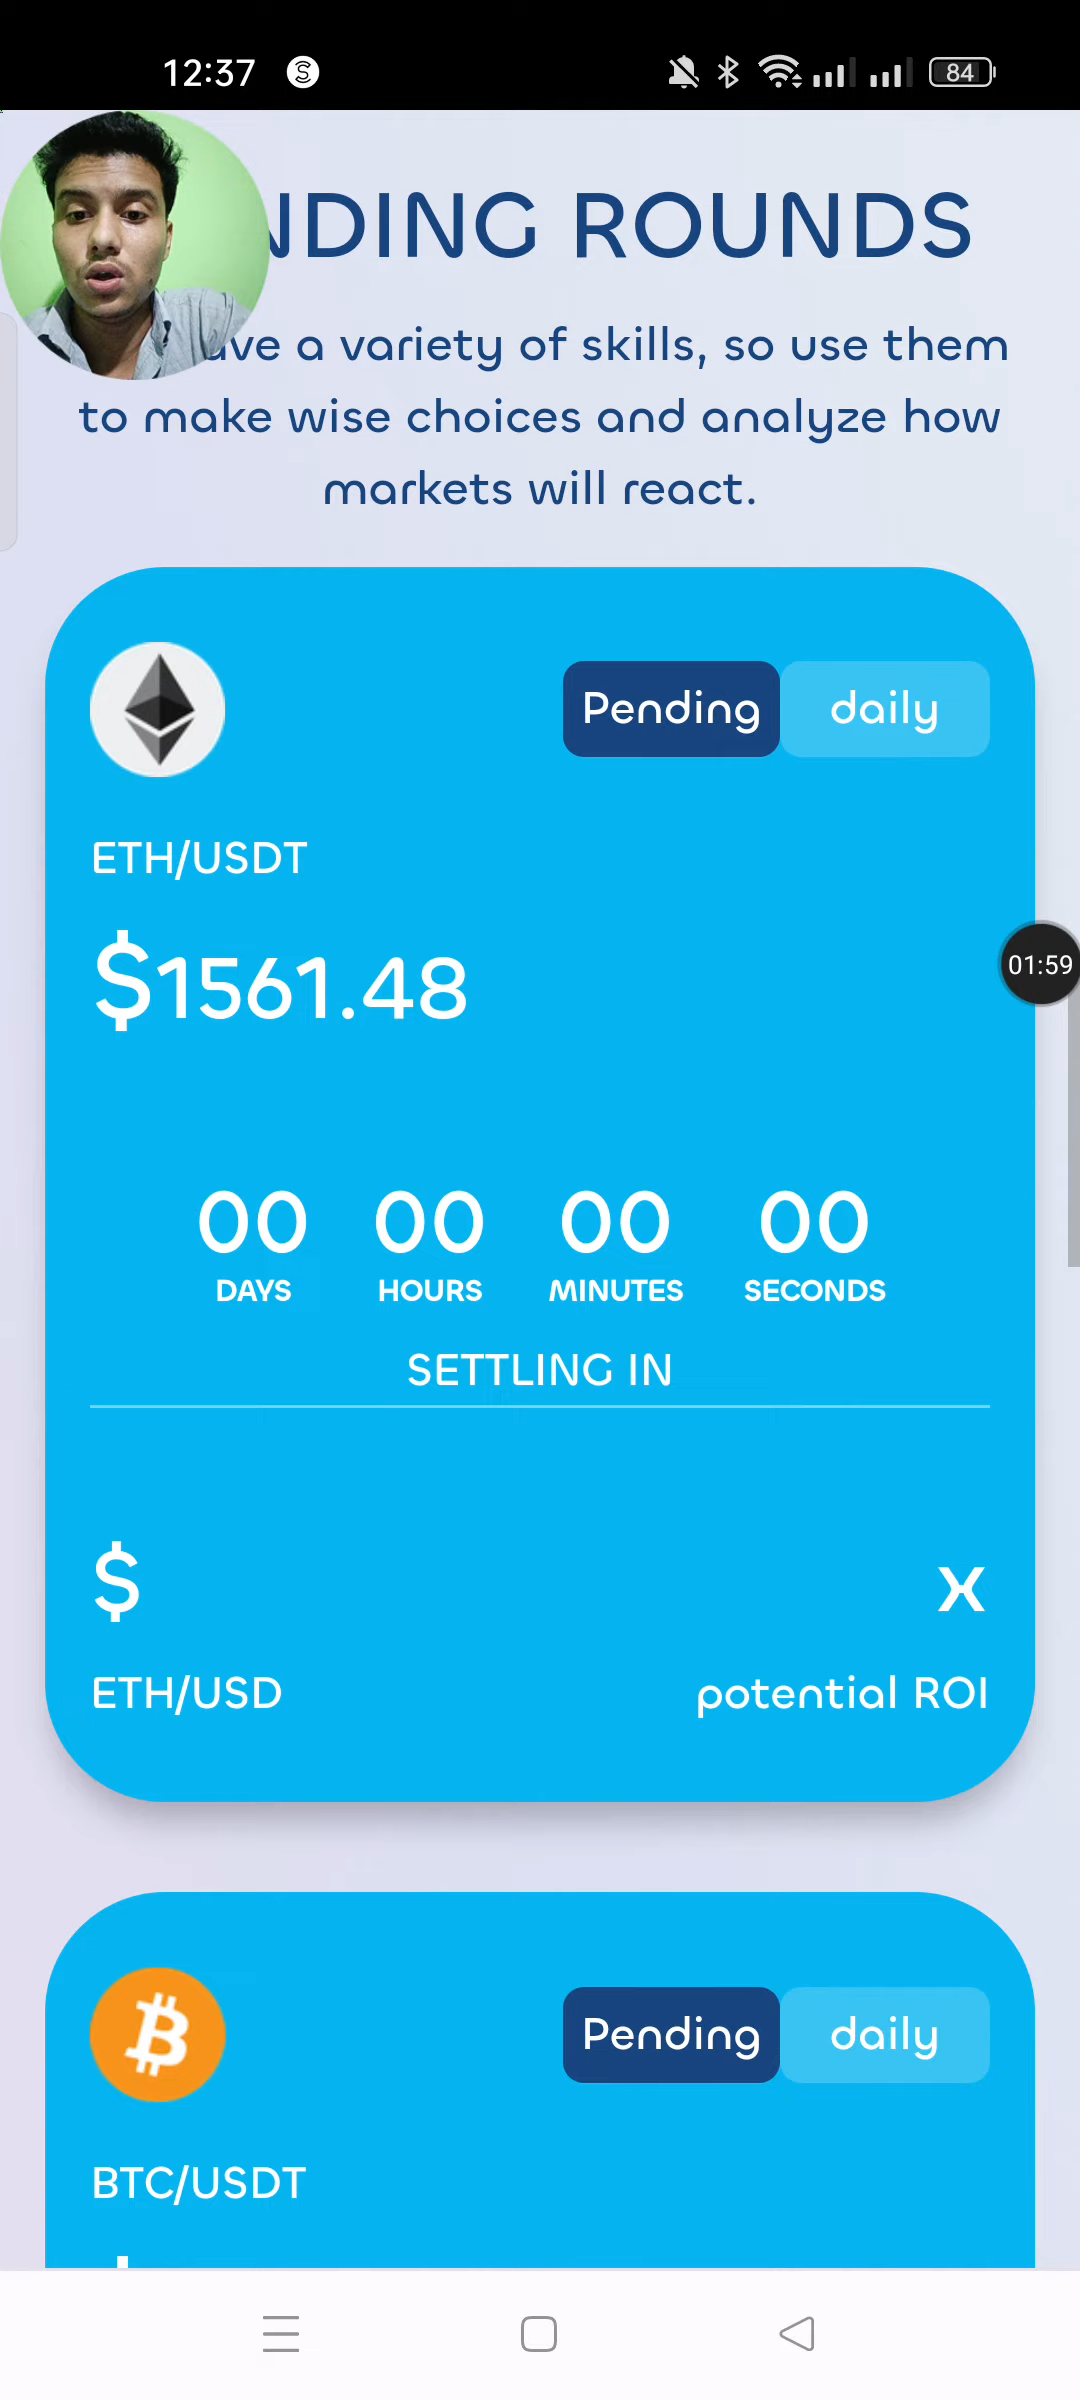 12:37
84
NDING ROUNDS
a variety of skills, so use them
to make wise choices and analyze how
markets will react.
Pending daily
ETH/USDT
$1561.48
01:59
00 00 00 00
DAYS HOURS MINUTES SECONDS
SETTLING IN
$ x
ETH/USD potential ROI
Pending daily
BTC/USDT